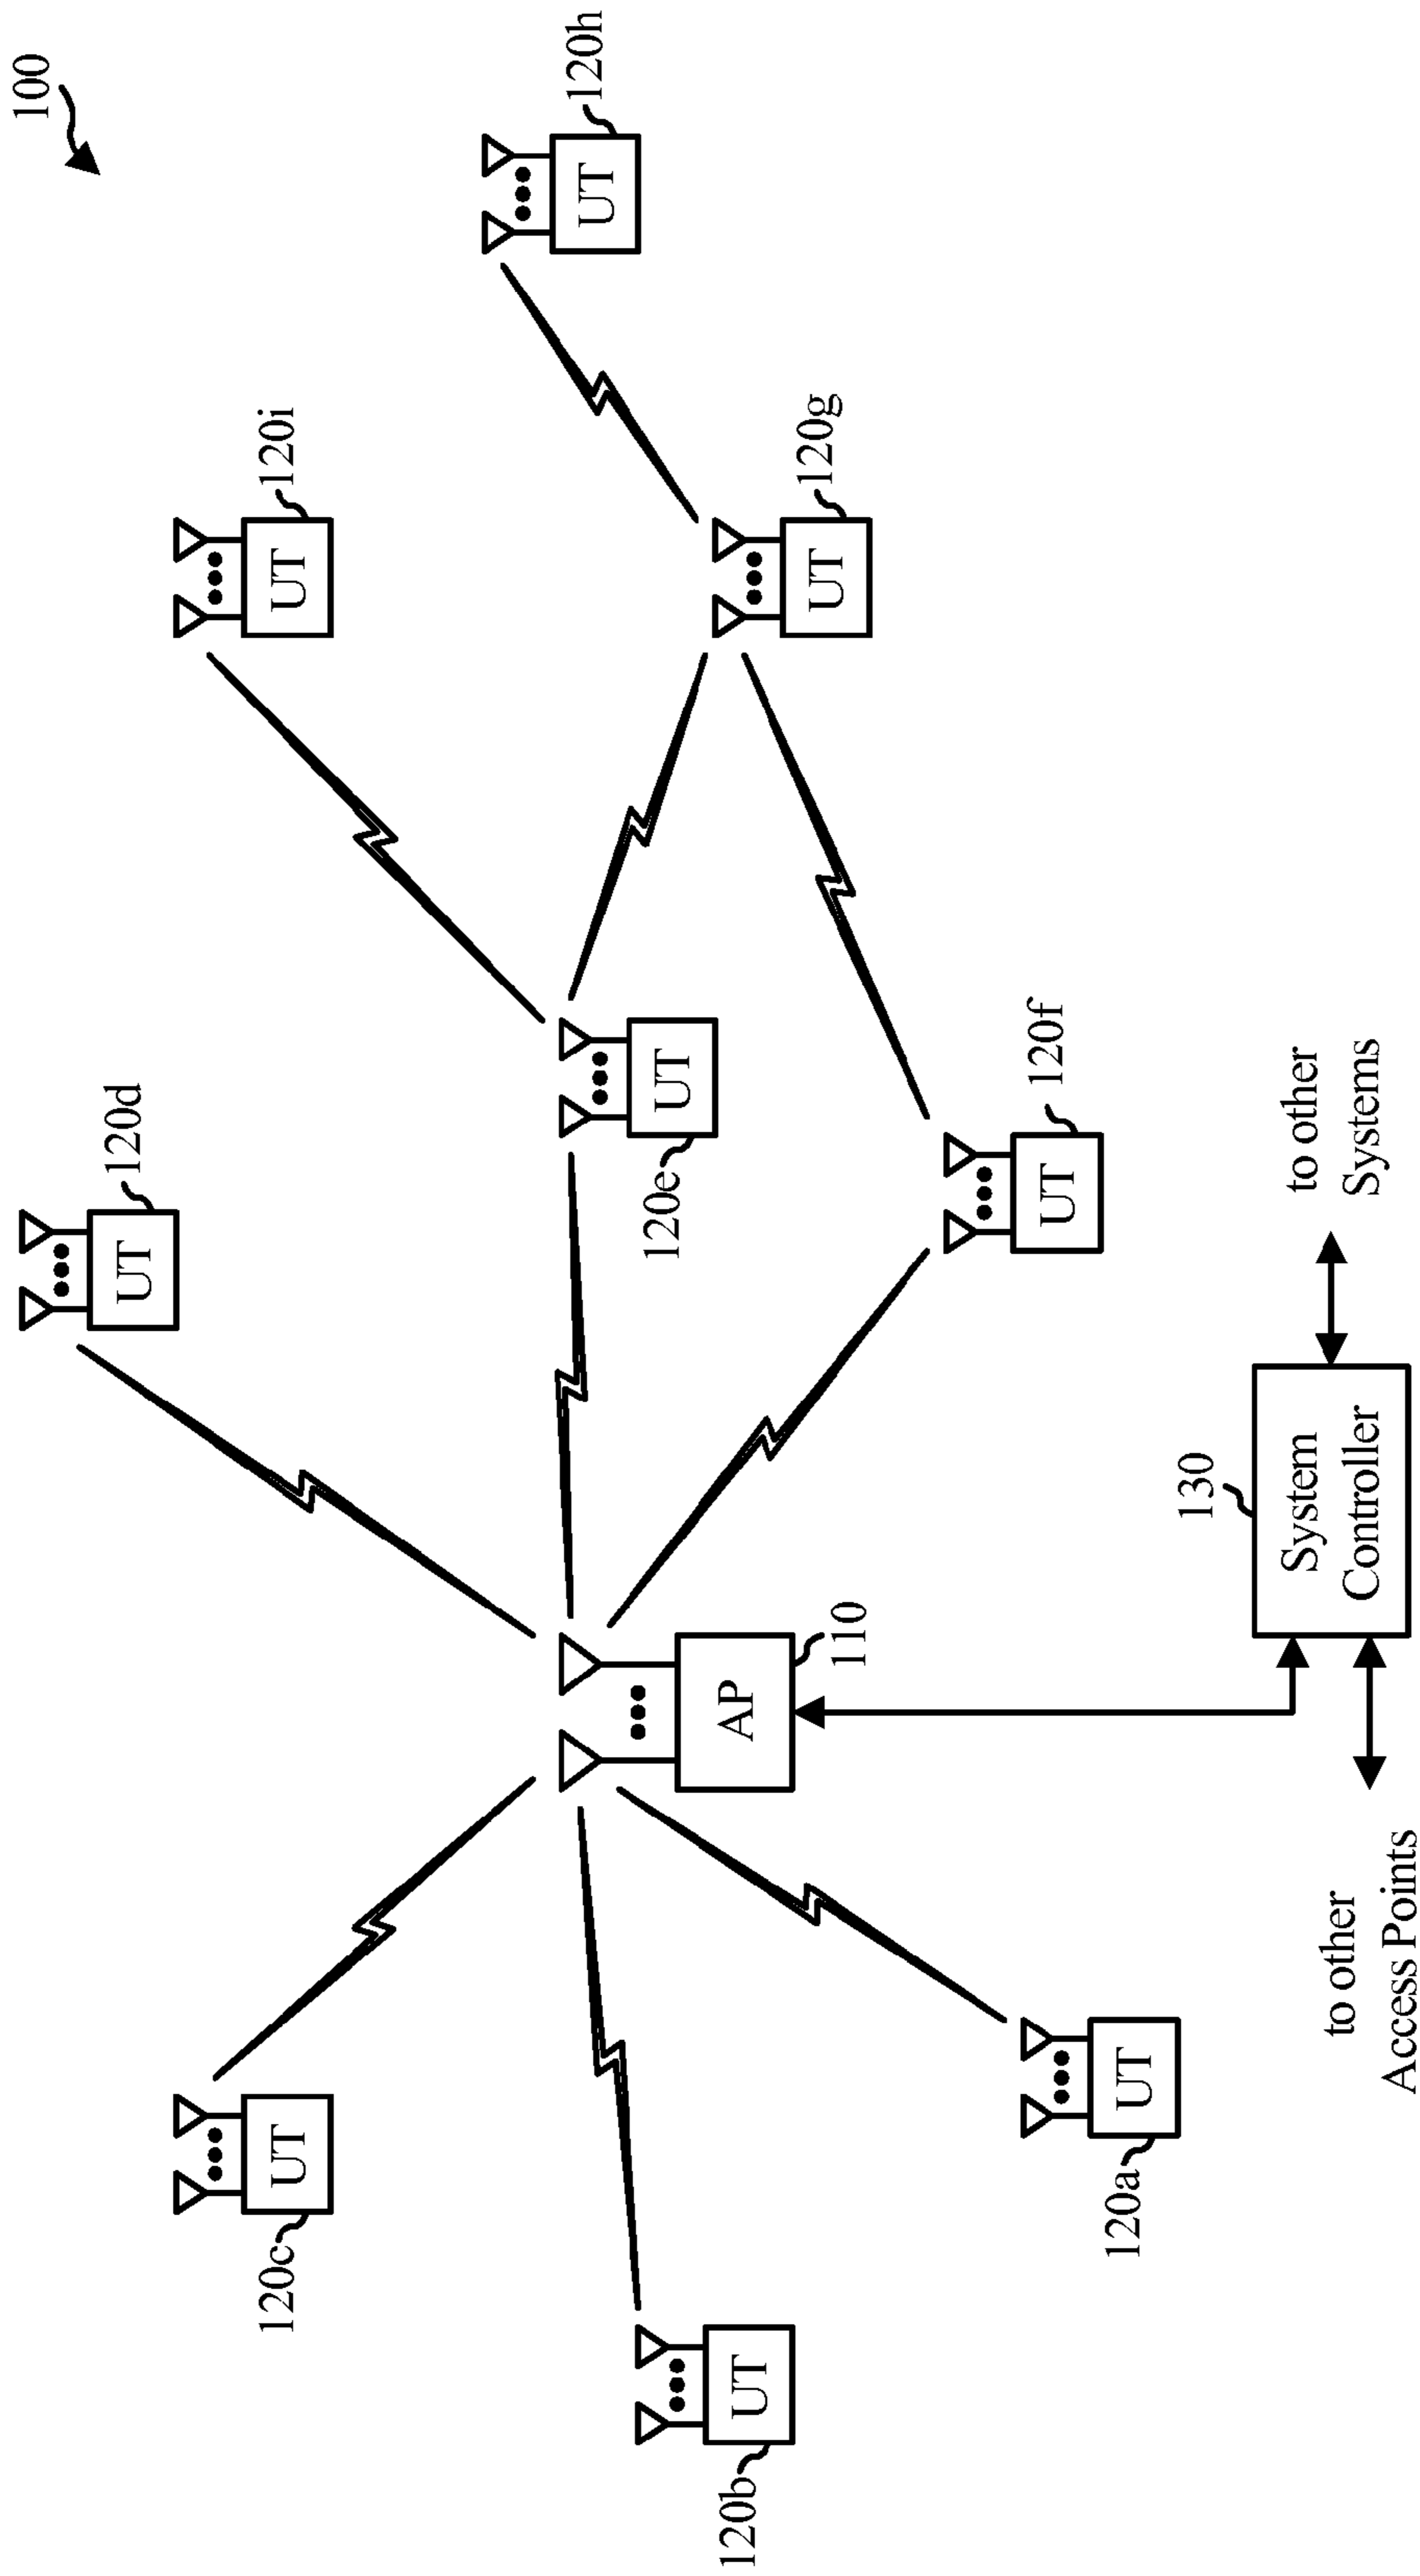 100
UT
120d
UT
120i
UT
120h
UT
120c
UT
120e
UT
120g
UT
120b
AP
110
UT
120f
UT
120a
130
System
Controller
to other
Systems
to other
Access Points